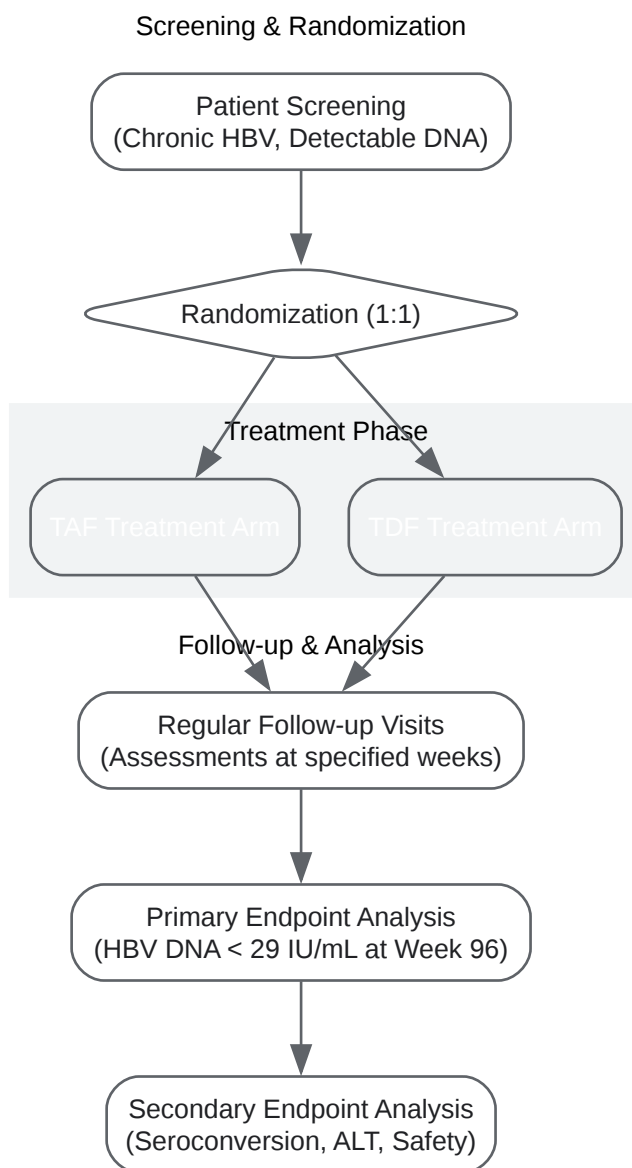 Screening & Randomization
Patient Screening
(Chronic HBV, Detectable DNA)
Randomization (1:1)
Treatment Phase
TAF Treatment Arm
TDF Treatment Arm
Follow-up & Analysis
Regular Follow-up Visits
(Assessments at specified weeks)
Primary Endpoint Analysis
(HBV DNA < 29 IU/mL at Week 96)
Secondary Endpoint Analysis
(Seroconversion, ALT, Safety)